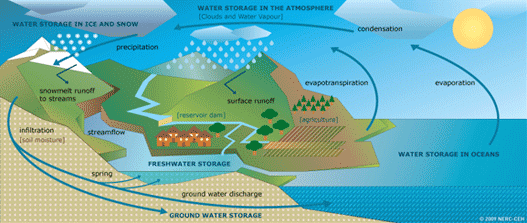 WATER STORAGE IN THE ATMOSPHERE
[Clouds and Water Vapour]
WATER STORAGE IN ICE AND SNOW
condensation
precipitation
evapotranspiration
evaporation
snowmelt runoff
to streams
surface runoff
[reservoir dam]
[agriculture]
infiltration
[soil moisture]
streamflow
FRESHWATER STORAGE
WATER STORAGE IN OCEANS
spring
ground water discharge
GROUND WATER STORAGE
© 2009 NERC-CEH